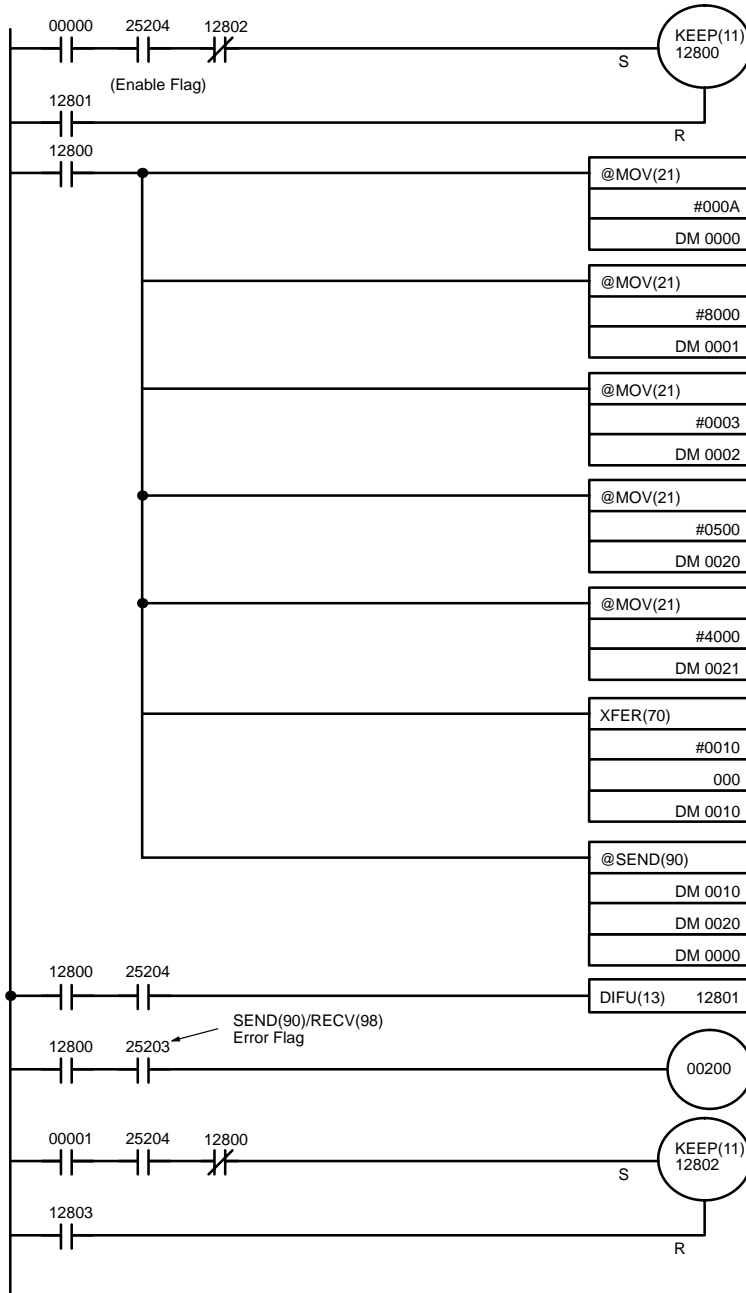 00000 25204 12802
KEEP(11)
12800
S
(Enable Flag)
12801
R
12800
@MOV(21)
#000A
DM 0000
@MOV(21)
#8000
DM 0001
@MOV(21)
#0003
DM 0002
@MOV(21)
#0500
DM 0020
@MOV(21)
#4000
DM 0021
XFER(70)
#0010
000
DM 0010
@SEND(90)
DM 0010
DM 0020
DM 0000
12800 25204
DIFU(13) 12801
SEND(90)/RECV(98)
Error Flag
12800 25203
00200
00001 25204 12800
KEEP(11)
12802
S
12803
R